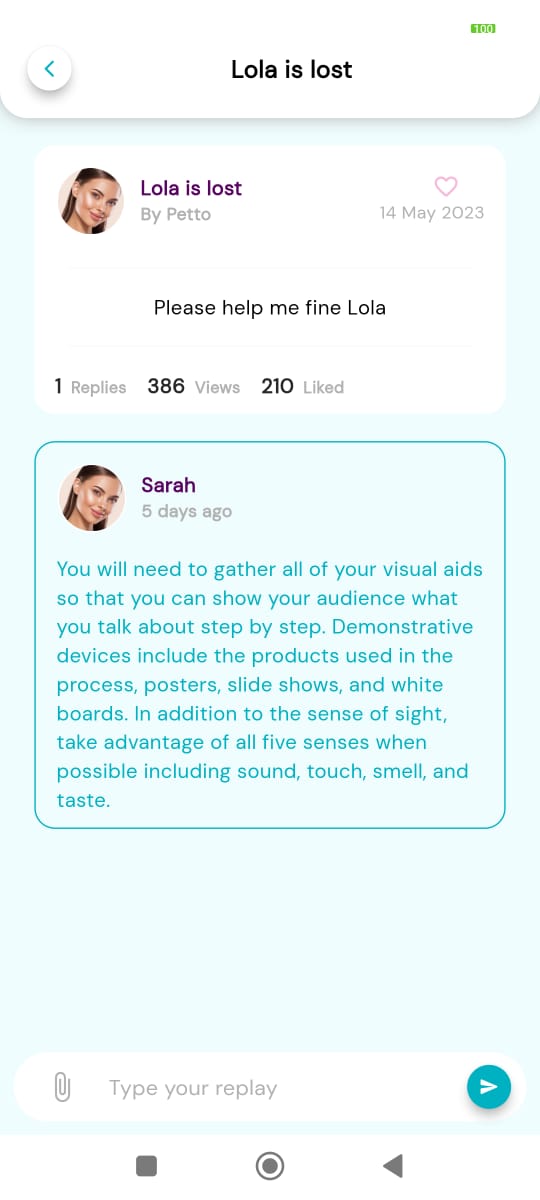 100
Lola is lost
Lola is lost
By Petto
14 May 2023
Please help me fine Lola
1 Replies 386 Views 210 Liked
Sarah
5 days ago
You will need to gather all of your visual aids
so that you can show your audience what
you talk about step by step. Demonstrative
devices include the products used in the
process, posters, slide shows, and white
boards. In addition to the sense of sight,
take advantage of all five senses when
possible including sound, touch, smell, and
taste.
Type your replay